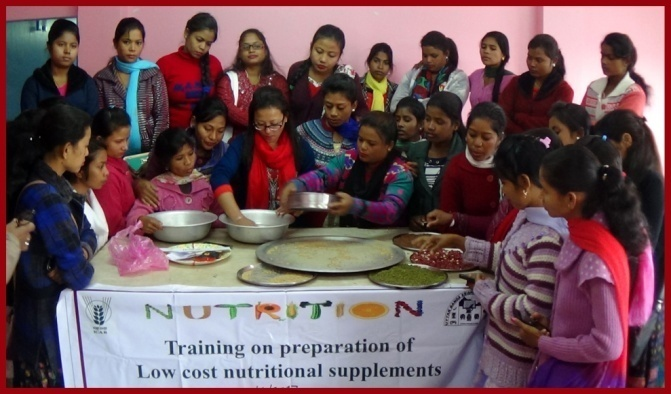 NUTRITION
Training on preparation of
Low cost nutritional supplements